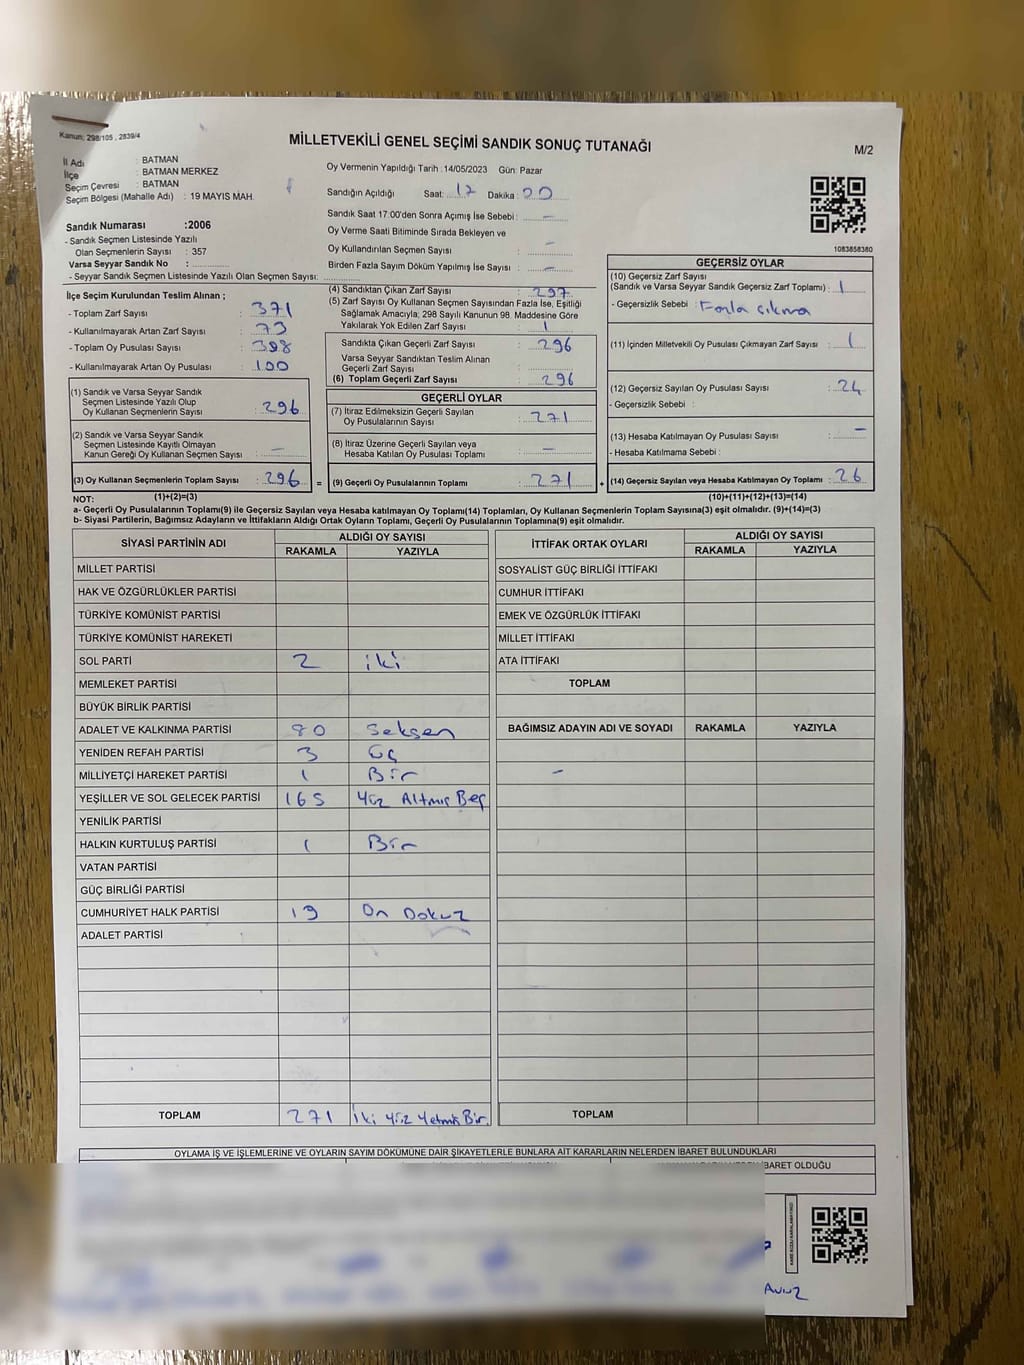 Kanun; 298/105 , 2839/4
MİLLETVEKİLİ GENEL SEÇİMİ SANDIK SONUÇ TUTANAĞI
M/2
İl Adı : BATMAN
İlçe : BATMAN MERKEZ
Seçim Çevresi : BATMAN
Seçim Bölgesi (Mahalle Adı) : 19 MAYIS MAH.
Oy Vermenin Yapıldığı Tarih :14/05/2023 Gün: Pazar
Sandığın Açıldığı Saat: 17 Dakika: 00
Sandık Saat 17:00'den Sonra Açımış İse Sebebi : -
Oy Verme Saati Bitiminde Sırada Bekleyen ve
Oy Kullandırılan Seçmen Sayısı : -
Birden Fazla Sayım Döküm Yapılmış İse Sayısı : -
Sandık Numarası :2006
- Sandık Seçmen Listesinde Yazılı
Olan Seçmenlerin Sayısı : 357
Varsa Seyyar Sandık No :
- Seyyar Sandık Seçmen Listesinde Yazılı Olan Seçmen Sayısı:
1083858380
İlçe Seçim Kurulundan Teslim Alınan ;
- Toplam Zarf Sayısı : 371
- Kullanılmayarak Artan Zarf Sayısı : 73
- Toplam Oy Pusulası Sayısı : 398
- Kullanılmayarak Artan Oy Pusulası : 100
(1) Sandık ve Varsa Seyyar Sandık
Seçmen Listesinde Yazılı Olup
Oy Kullanan Seçmenlerin Sayısı : 296
(2) Sandık ve Varsa Seyyar Sandık
Seçmen Listesinde Kayıtlı Olmayan
Kanun Gereği Oy Kullanan Seçmen Sayısı : -
(3) Oy Kullanan Seçmenlerin Toplam Sayısı : 296 =
(4) Sandıktan Çıkan Zarf Sayısı : 297
(5) Zarf Sayısı Oy Kullanan Seçmen Sayısından Fazla İse, Eşitliği
Sağlamak Amacıyla; 298 Sayılı Kanunun 98. Maddesine Göre
Yakılarak Yok Edilen Zarf Sayısı : 1
Sandıkta Çıkan Geçerli Zarf Sayısı : 296
Varsa Seyyar Sandıktan Teslim Alınan
Geçerli Zarf Sayısı :
(6) Toplam Geçerli Zarf Sayısı : 296
GEÇERLİ OYLAR
(7) İtiraz Edilmeksizin Geçerli Sayılan
Oy Pusulalarının Sayısı : 271
(8) İtiraz Üzerine Geçerli Sayılan veya
Hesaba Katılan Oy Pusulası Toplamı : -
(9) Geçerli Oy Pusulalarının Toplamı : 271 +
GEÇERSİZ OYLAR
(10) Geçersiz Zarf Sayısı
(Sandık ve Varsa Seyyar Sandık Geçersiz Zarf Toplamı) : 1
- Geçersizlik Sebebi : Fazla çıkma
(11) İçinden Milletvekili Oy Pusulası Çıkmayan Zarf Sayısı : 1
(12) Geçersiz Sayılan Oy Pusulası Sayısı : 24
- Geçersizlik Sebebi :
(13) Hesaba Katılmayan Oy Pusulası Sayısı : -
- Hesaba Katılmama Sebebi :
(14) Geçersiz Sayılan veya Hesaba Katılmayan Oy Toplamı : 26
NOT: (1)+(2)=(3) (10)+(11)+(12)+(13)=(14)
a- Geçerli Oy Pusulalarının Toplamı(9) ile Geçersiz Sayılan veya Hesaba katılmayan Oy Toplamı(14) Toplamları, Oy Kullanan Seçmenlerin Toplam Sayısına(3) eşit olmalıdır. (9)+(14)=(3)
b- Siyasi Partilerin, Bağımsız Adayların ve İttifakların Aldığı Ortak Oyların Toplamı, Geçerli Oy Pusulalarının Toplamına(9) eşit olmalıdır.
SİYASİ PARTİNİN ADI ALDIĞI OY SAYISI
RAKAMLA YAZIYLA
MİLLET PARTİSI
HAK VE ÖZGÜRLÜKLER PARTİSİ
TÜRKİYE KOMÜNİST PARTİSİ
TÜRKİYE KOMÜNİST HAREKETİ
SOL PARTİ 2 iki
MEMLEKET PARTİSİ
BÜYÜK BİRLİK PARTİSİ
ADALET VE KALKINMA PARTİSİ 80 Seksen
YENİDEN REFAH PARTİSİ 3 Üç
MİLLİYETÇİ HAREKET PARTİSİ 1 Bir
YEŞİLLER VE SOL GELECEK PARTİSİ 165 Yüz Altmış Beş
YENİLİK PARTİSİ
HALKIN KURTULUŞ PARTİSİ 1 Bir
VATAN PARTİSİ
GÜÇ BİRLİĞİ PARTİSİ
CUMHURİYET HALK PARTİSİ 19 On Dokuz
ADALET PARTİSİ
TOPLAM 271 İki Yüz Yetmiş Bir
İTTİFAK ORTAK OYLARI ALDIĞI OY SAYISI
RAKAMLA YAZIYLA
SOSYALİST GÜÇ BİRLİĞİ İTTİFAKI
CUMHUR İTTİFAKI
EMEK VE ÖZGÜRLÜK İTTİFAKI
MİLLET İTTİFAKI
ATA İTTİFAKI
TOPLAM
BAĞIMSIZ ADAYIN ADI VE SOYADI RAKAMLA YAZIYLA
-
TOPLAM
OYLAMA İŞ VE İŞLEMLERİNE VE OYLARIN SAYIM DÖKÜMÜNE DAİR ŞİKAYETLERLE BUNLARA AİT KARARLARIN NELERDEN İBARET BULUNDUKLARI
İBARET OLDUĞU